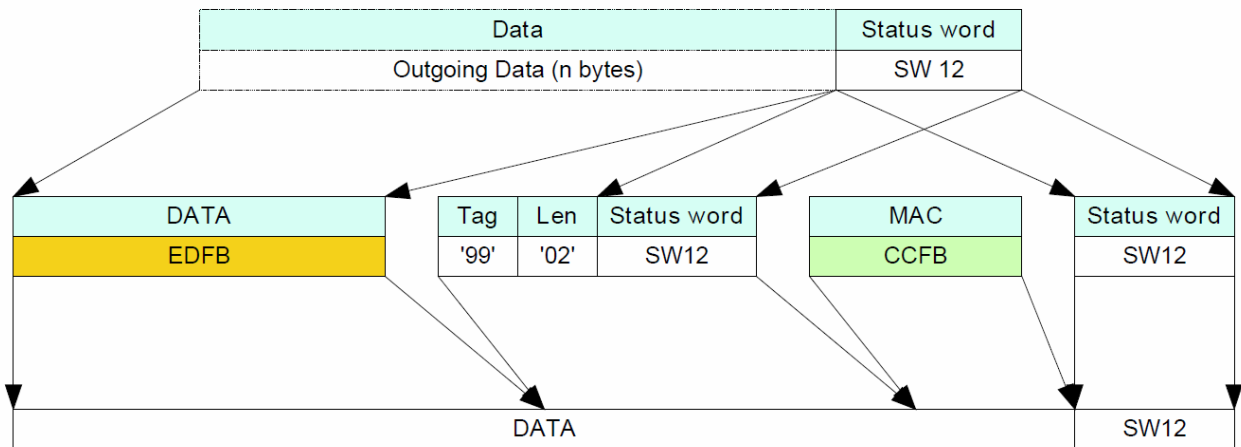 Data Status word
Outgoing Data (n bytes) SW 12
DATA Tag Len Status word MAC Status word
EDFB '99' '02' SW12 CCFB SW12
DATA SW12